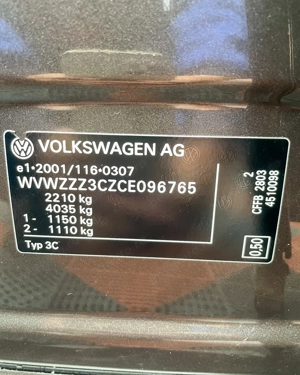 VOLKSWAGEN AG
e1*2001/116*0307
WVWZZZ3CZCE096765
2210 kg
4035 kg
1- 1150 kg
2- 1110 kg
Typ 3C
2
CFFB 2803
4510098
0,50